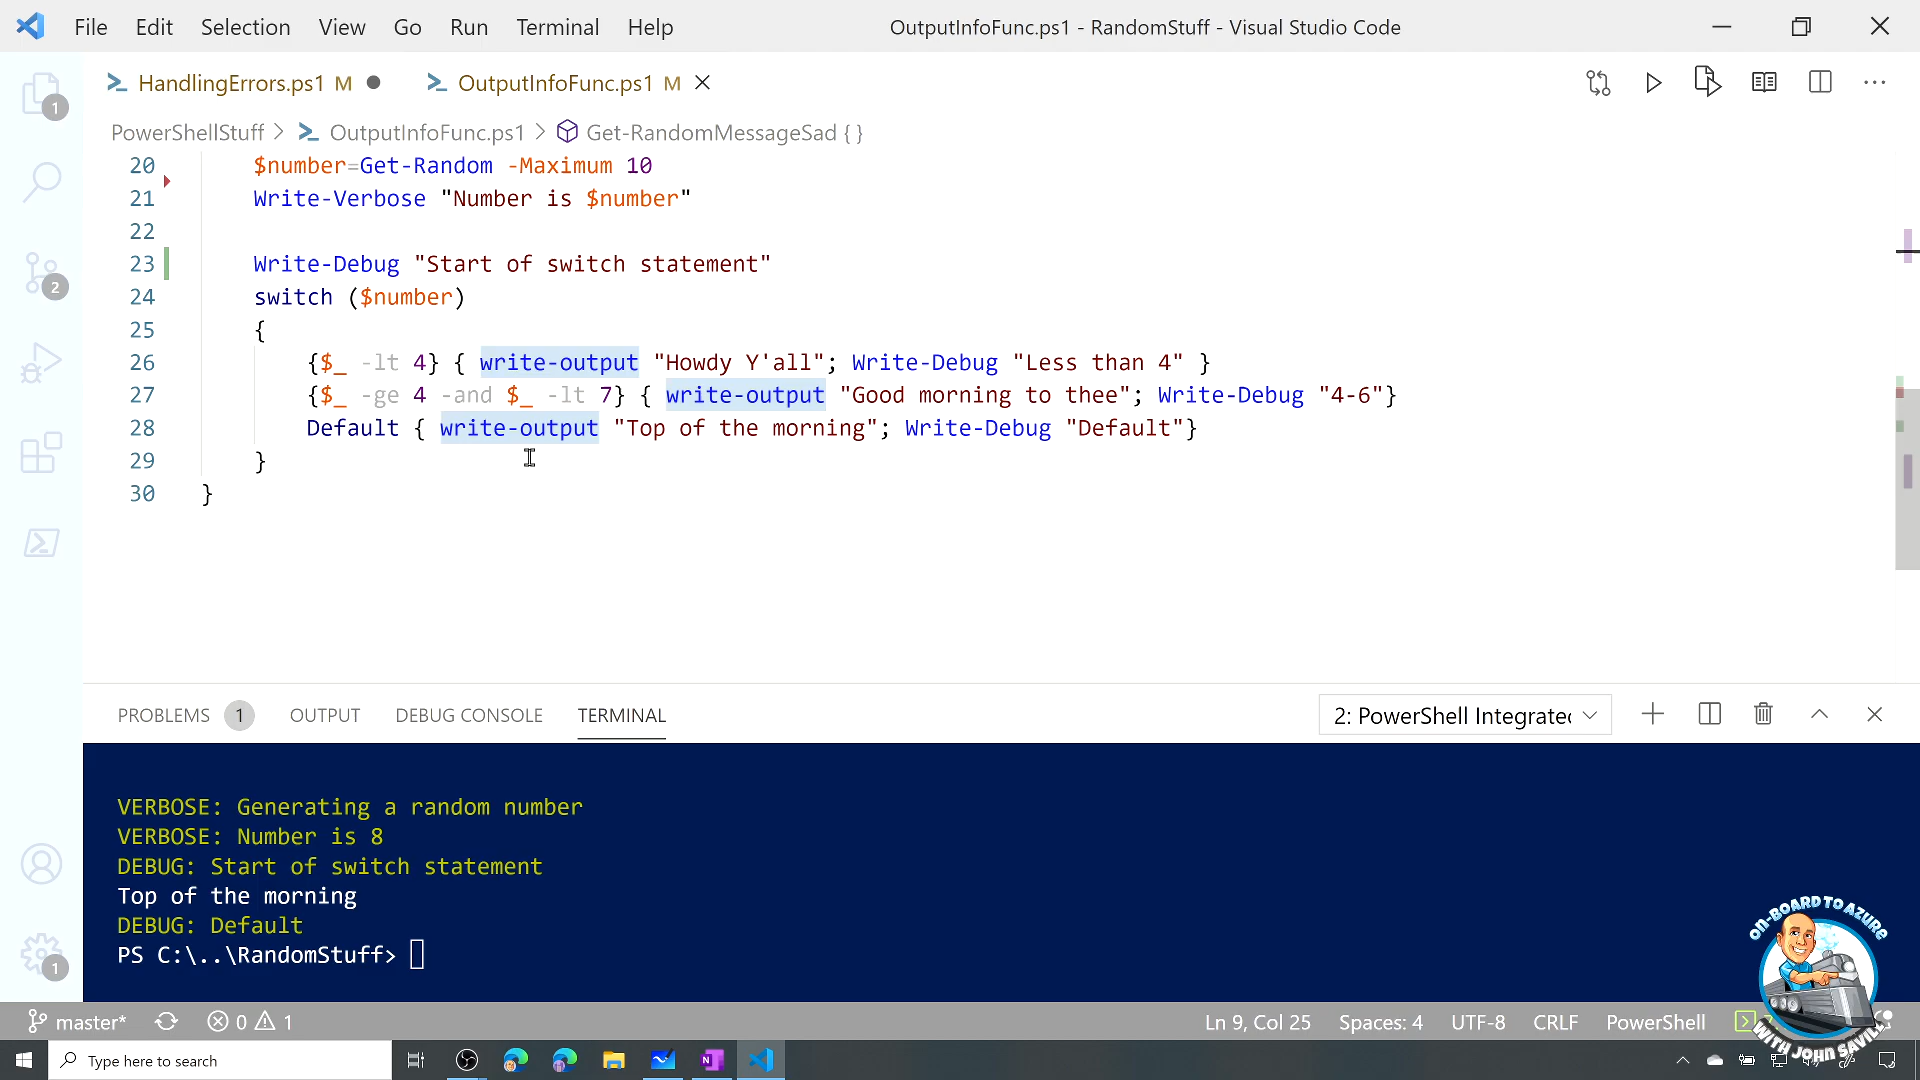 File Edit Selection View Go Run Terminal Help OutputInfoFunc.ps1 - RandomStuff - Visual Studio Code
HandlingErrors.ps1 M OutputInfoFunc.ps1 M
PowerShellStuff > OutputInfoFunc.ps1 > Get-RandomMessageSad { }
20 $number=Get-Random -Maximum 10
21 Write-Verbose "Number is $number"
22
23 Write-Debug "Start of switch statement"
24 switch ($number)
25 {
26 {$_ -lt 4} { write-output "Howdy Y'all"; Write-Debug "Less than 4" }
27 {$_ -ge 4 -and $_ -lt 7} { write-output "Good morning to thee"; Write-Debug "4-6"}
28 Default { write-output "Top of the morning"; Write-Debug "Default"}
29 }
30 }
1
2
1
PROBLEMS 1 OUTPUT DEBUG CONSOLE TERMINAL 2: PowerShell Integrated
VERBOSE: Generating a random number
VERBOSE: Number is 8
DEBUG: Start of switch statement
Top of the morning
DEBUG: Default
PS C:\..\RandomStuff>
ON-BOARD TO AZURE
WITH JOHN SAVILL
master* 0 1 Ln 9, Col 25 Spaces: 4 UTF-8 CRLF PowerShell
Type here to search